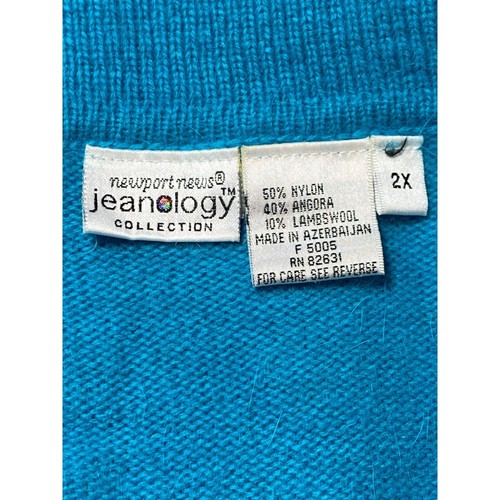 newport news®
jeanology™
COLLECTION
50% NYLON
40% ANGORA
10% LAMBSWOOL
MADE IN AZERBAIJAN
F 5005
RN 82631
FOR CARE SEE REVERSE
2X